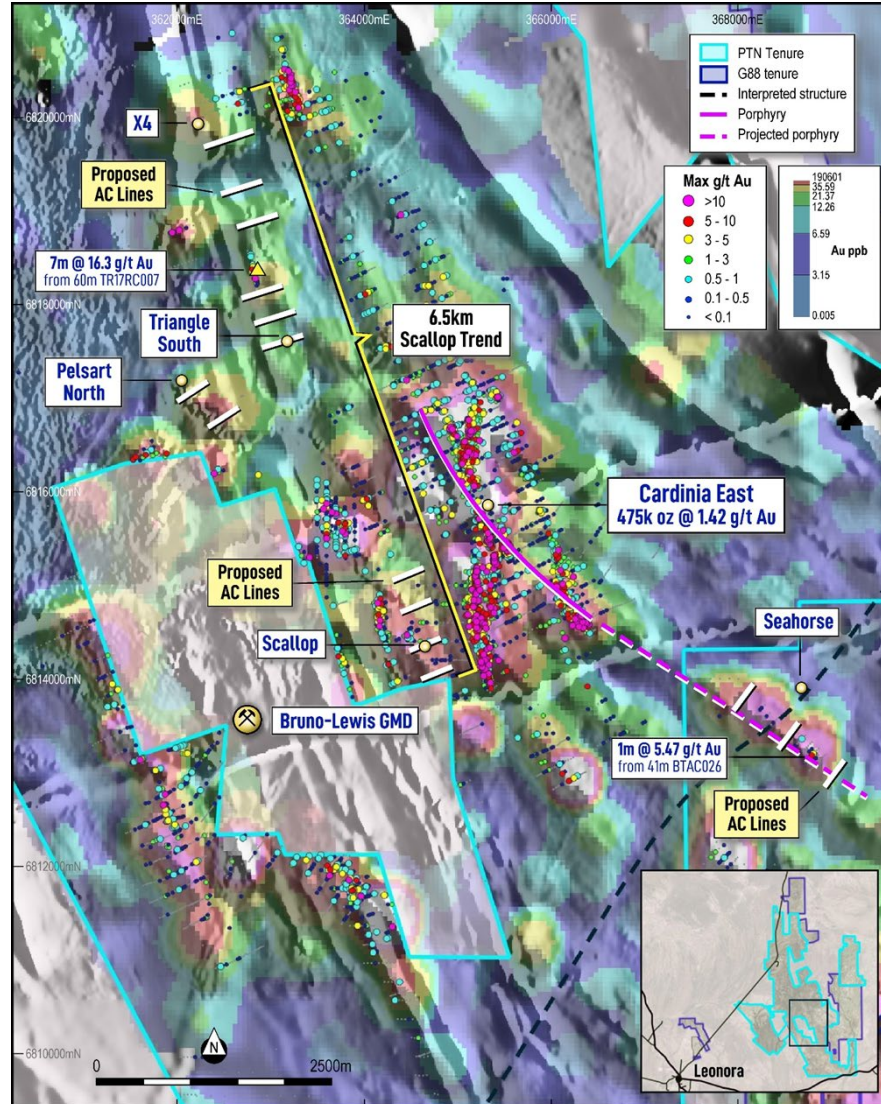 362000mE
364000mE
366000mE
368000mE
6820000mN
6818000mN
6816000mN
6814000mN
6812000mN
6810000mN
PTN Tenure
G88 tenure
Interpreted structure
Porphyry
Projected porphyry
Max g/t Au
>10
5 - 10
3 - 5
1 - 3
0.5 - 1
0.1 - 0.5
< 0.1
190601
35.59
21.37
12.26
6.59
3.15
0.005
Au ppb
X4
Proposed
AC Lines
7m @ 16.3 g/t Au
from 60m TR17RC007
Triangle
South
6.5km
Scallop Trend
Pelsart
North
Cardinia East
475k oz @ 1.42 g/t Au
Proposed
AC Lines
Scallop
Seahorse
Bruno-Lewis GMD
1m @ 5.47 g/t Au
from 41m BTAC026
Proposed
AC Lines
N
0
2500m
Leonora